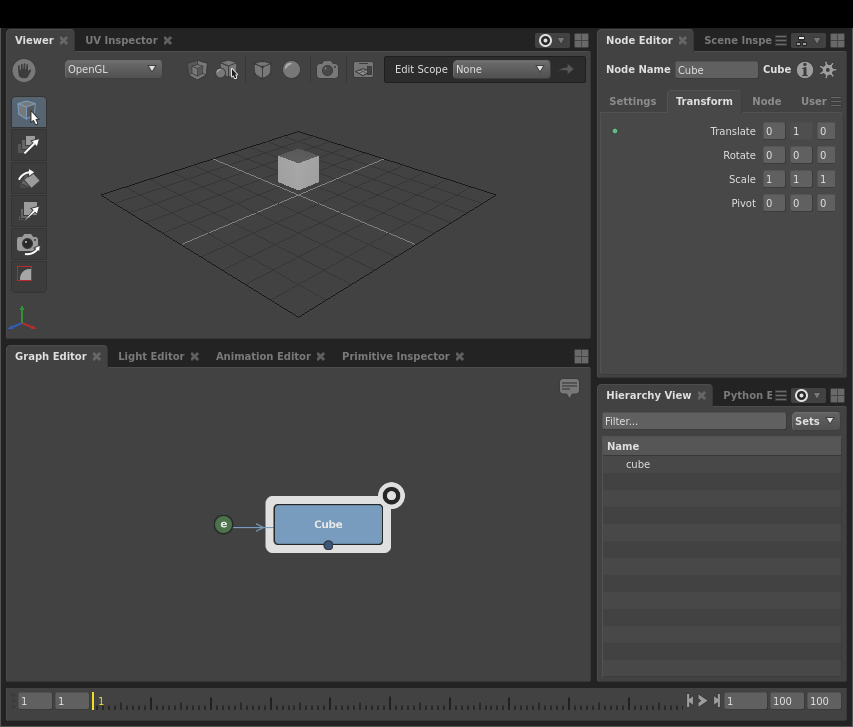 Viewer UV Inspector
OpenGL Edit Scope None
Graph Editor Light Editor Animation Editor Primitive Inspector
e Cube
Node Editor Scene Inspe
Node Name Cube Cube
Settings Transform Node User
Translate 0 1 0
Rotate 0 0 0
Scale 1 1 1
Pivot 0 0 0
Hierarchy View Python E
Filter... Sets
Name
cube
1 1 1 1 100 100